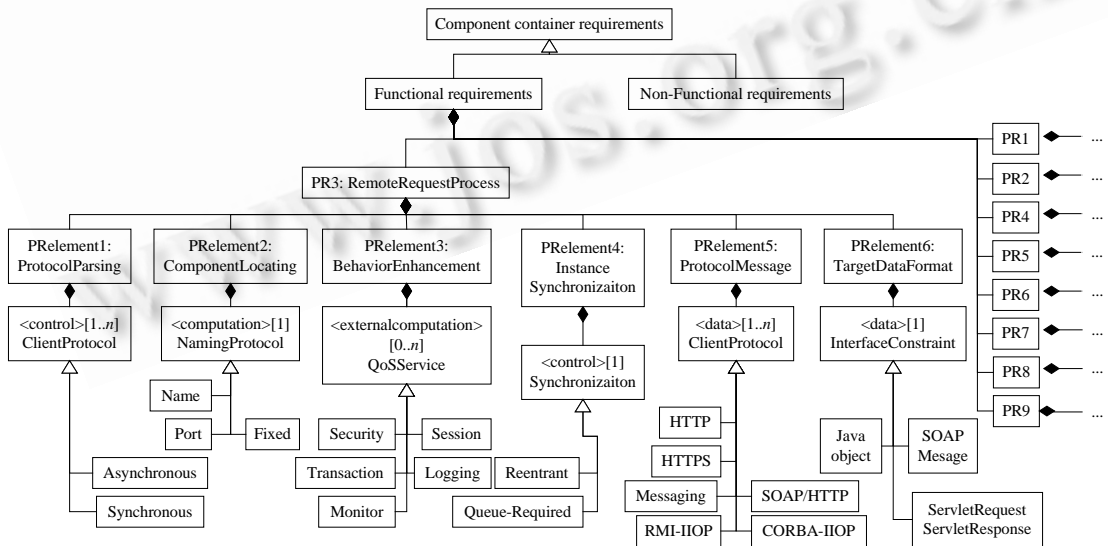 www.jos.org.cn
Component container requirements
Functional requirements
Non-Functional requirements
PR3: RemoteRequestProcess
PR1
...
PR2
...
PR4
...
PR5
...
PR6
...
PR7
...
PR8
...
PR9
...
PRelement1:
ProtocolParsing
PRelement2:
ComponentLocating
PRelement3:
BehaviorEnhancement
PRelement4:
Instance
Synchronizaiton
PRelement5:
ProtocolMessage
PRelement6:
TargetDataFormat
<control>[1..n]
ClientProtocol
<computation>[1]
NamingProtocol
<externalcomputation>
[0..n]
QoSService
<control>[1]
Synchronizaiton
<data>[1..n]
ClientProtocol
<data>[1]
InterfaceConstraint
Asynchronous
Synchronous
Name
Port
Fixed
Security
Session
Transaction
Logging
Monitor
Reentrant
Queue-Required
HTTP
HTTPS
Messaging
SOAP/HTTP
RMI-IIOP
CORBA-IIOP
Java
object
SOAP
Mesage
ServletRequest
ServletResponse